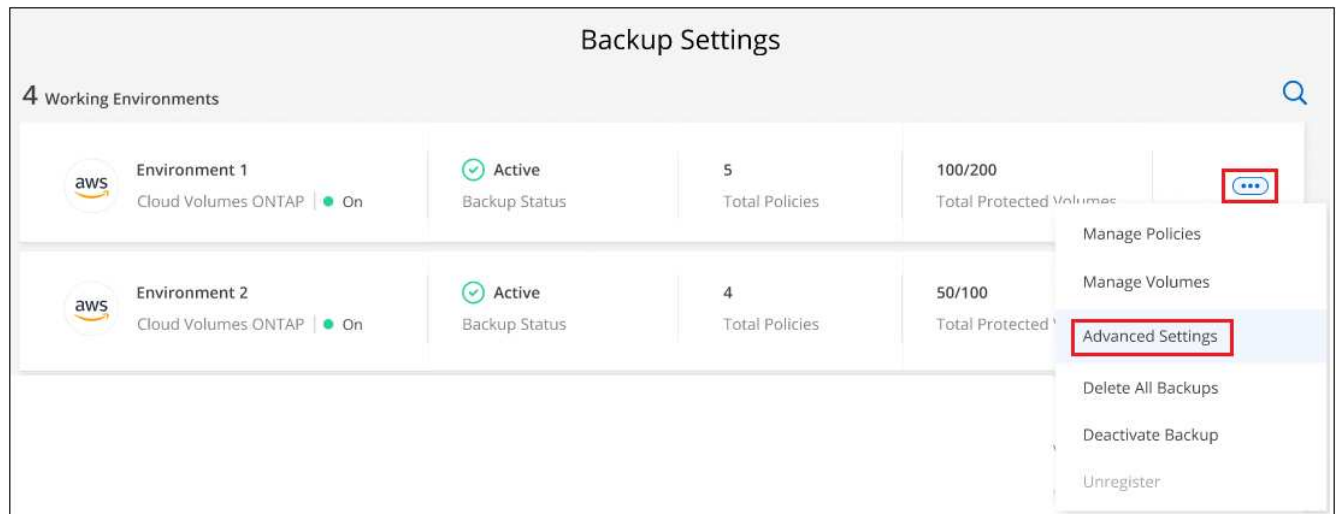 Backup Settings
4 Working Environments
aws
Environment 1
Cloud Volumes ONTAP
On
Active
Backup Status
5
Total Policies
100/200
Total Protected Volumes
Manage Policies
Manage Volumes
Advanced Settings
Delete All Backups
Deactivate Backup
Unregister
aws
Environment 2
Cloud Volumes ONTAP
On
Active
Backup Status
4
Total Policies
50/100
Total Protected